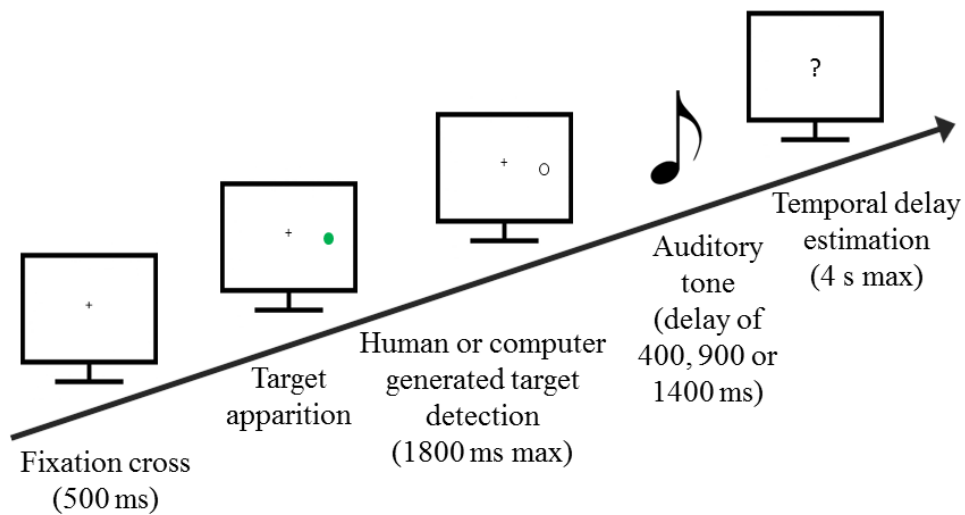 Fixation cross
(500 ms)
Target
apparition
Human or computer
generated target
detection
(1800 ms max)
Auditory
tone
(delay of
400, 900 or
1400 ms)
?
Temporal delay
estimation
(4 s max)